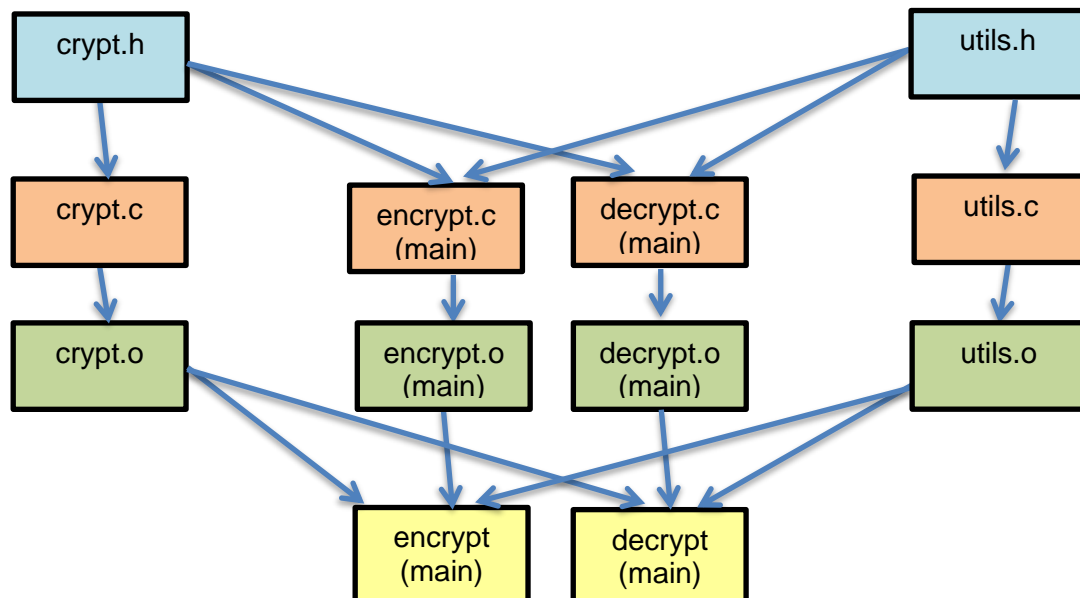 crypt.h
utils.h
crypt.c
encrypt.c
(main)
decrypt.c
(main)
utils.c
crypt.o
encrypt.o
(main)
decrypt.o
(main)
utils.o
encrypt
(main)
decrypt
(main)